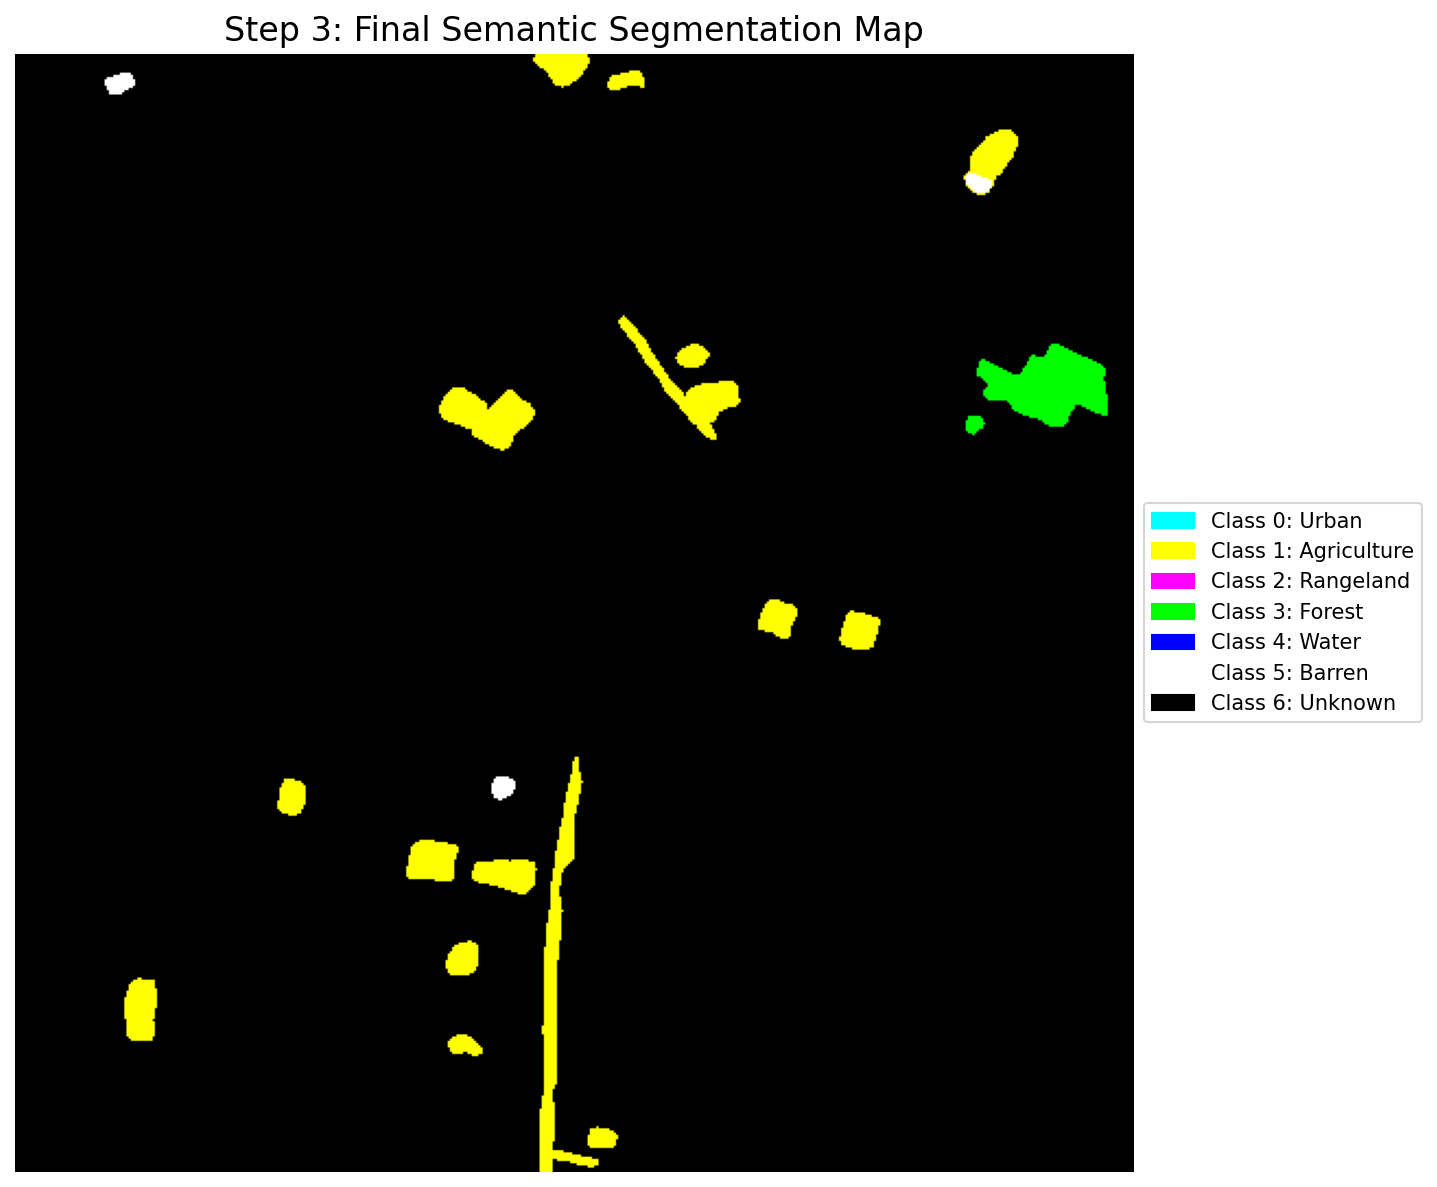 Step 3: Final Semantic Segmentation Map
Class 0: Urban
Class 1: Agriculture
Class 2: Rangeland
Class 3: Forest
Class 4: Water
Class 5: Barren
Class 6: Unknown